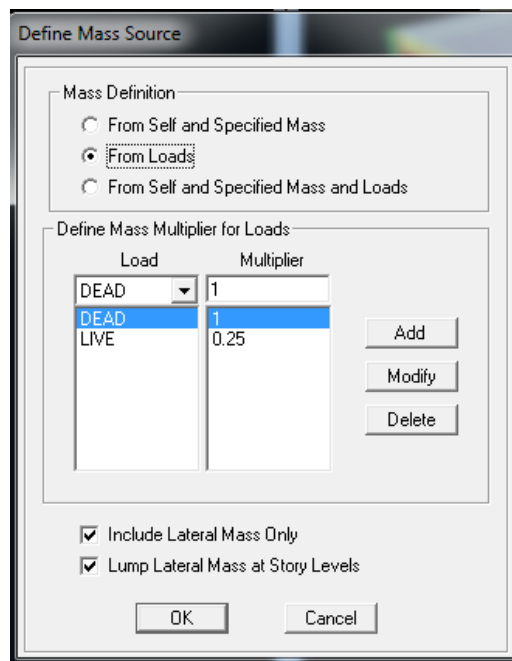 Define Mass Source
Mass Definition
From Self and Specified Mass
From Loads
From Self and Specified Mass and Loads
Define Mass Multiplier for Loads
Load Multiplier
DEAD 1
DEAD 1
LIVE 0.25
Add
Modify
Delete
Include Lateral Mass Only
Lump Lateral Mass at Story Levels
OK Cancel